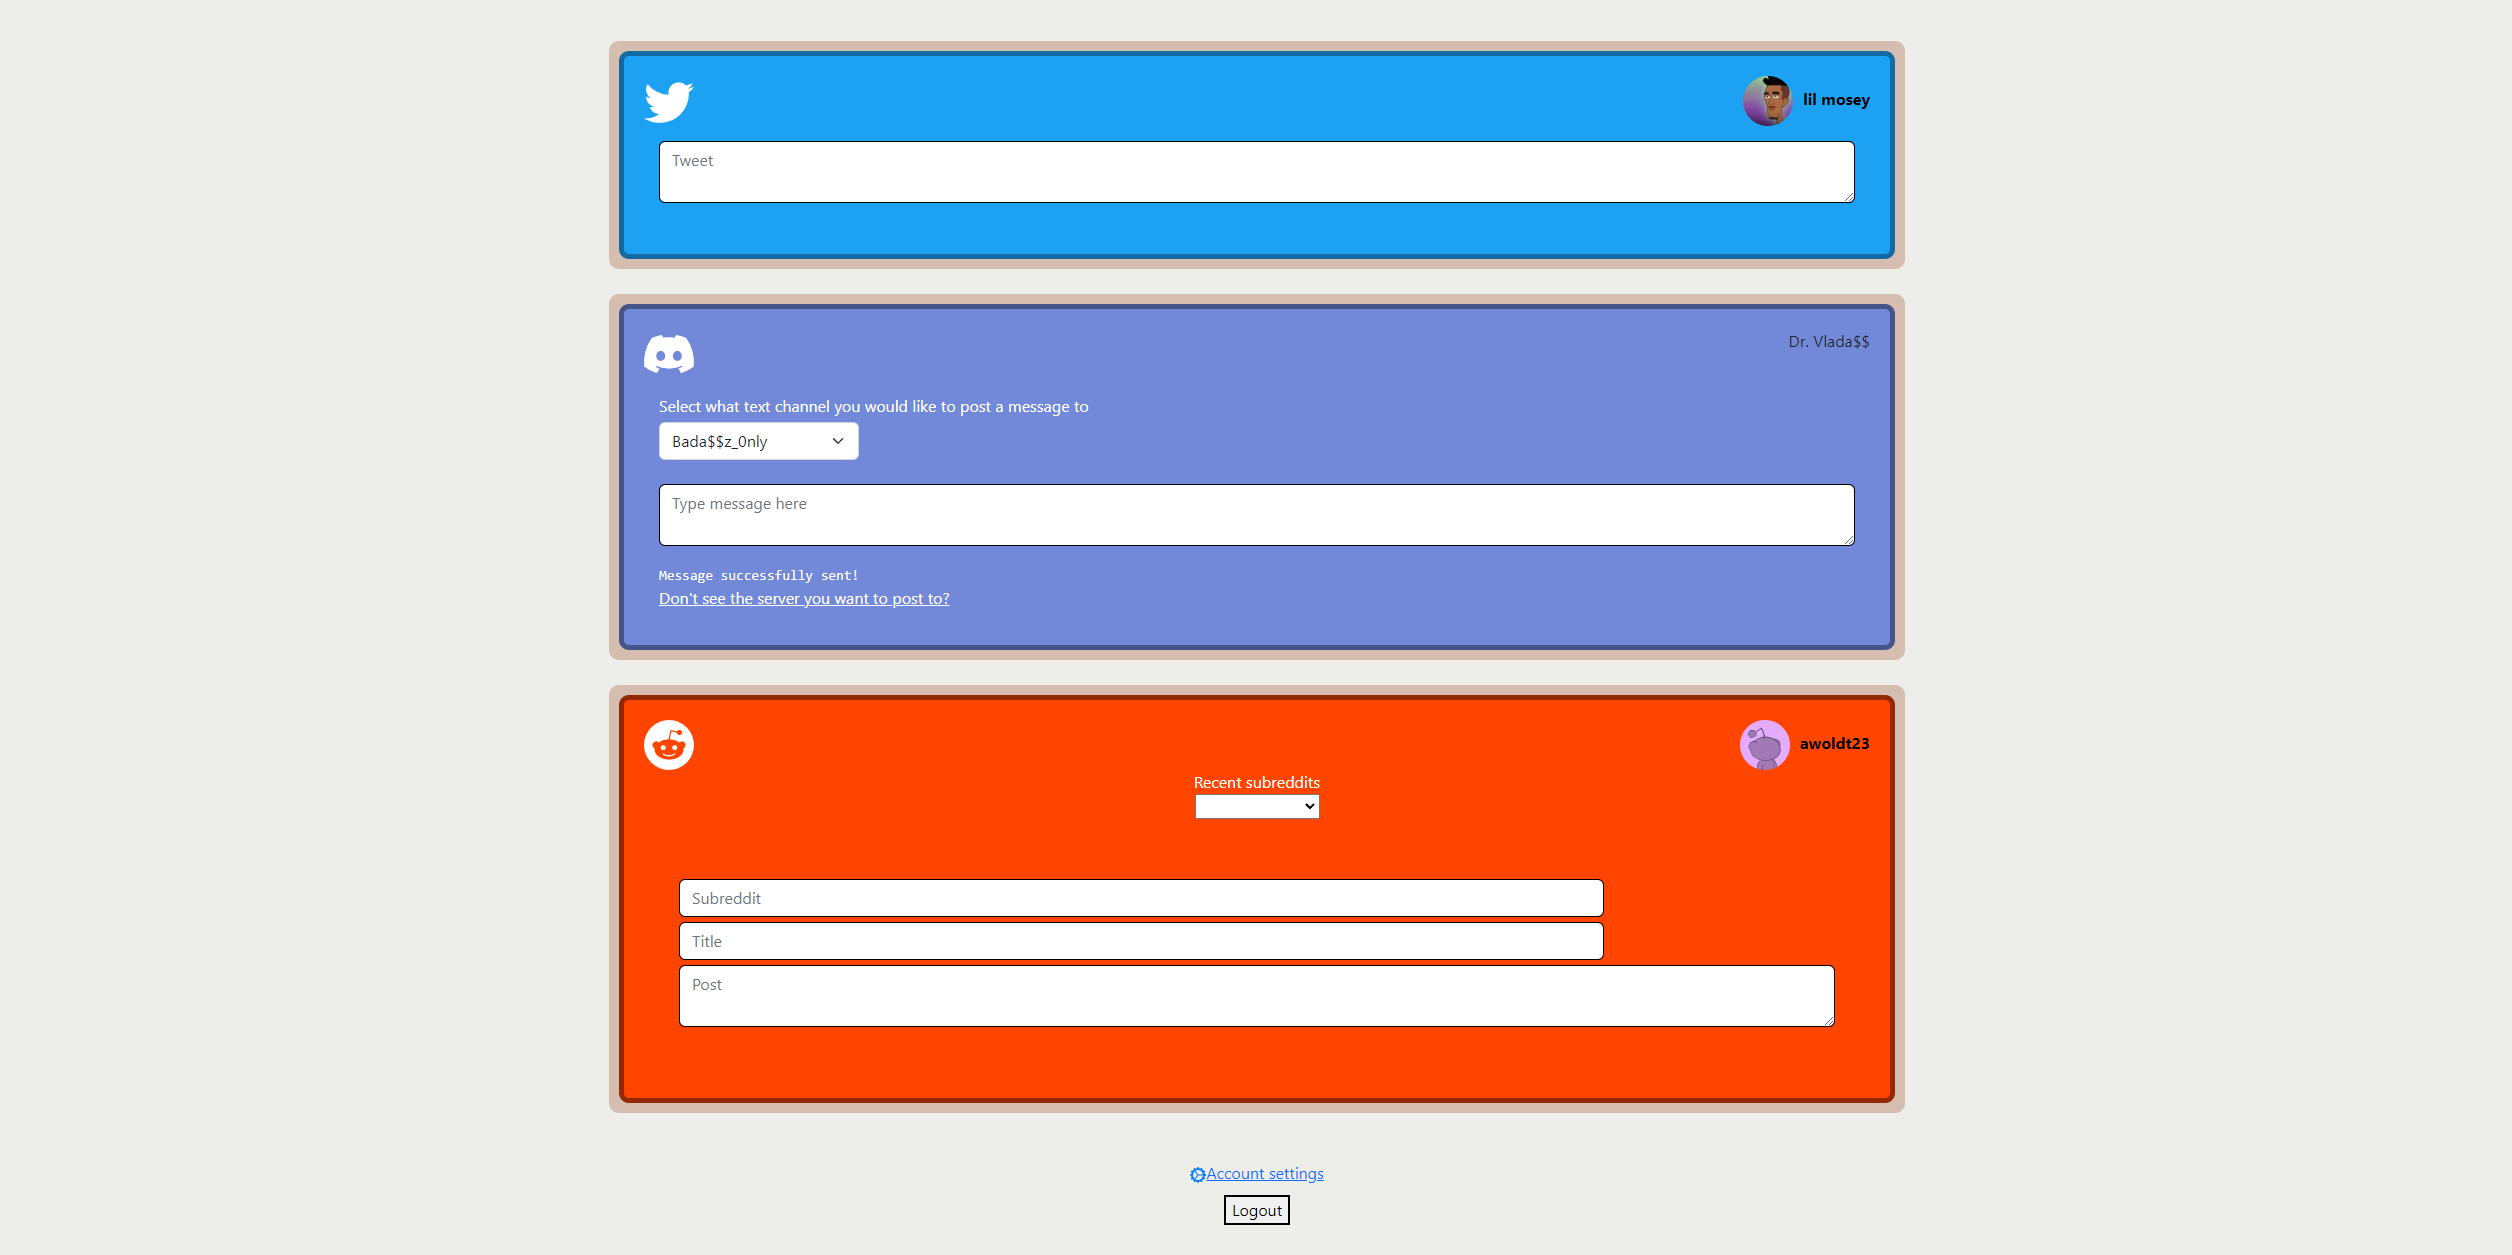 lil mosey
Tweet
Dr. Vlada$$
Select what text channel you would like to post a message to
Bada$$z_0nly
Type message here
Message successfully sent!
Don't see the server you want to post to?
awoldt23
Recent subreddits
Subreddit
Title
Post
Account settings
Logout